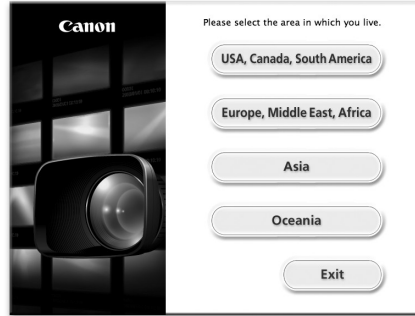 Canon
Please select the area in which you live.
USA, Canada, South America
Europe, Middle East, Africa
Asia
Oceania
Exit